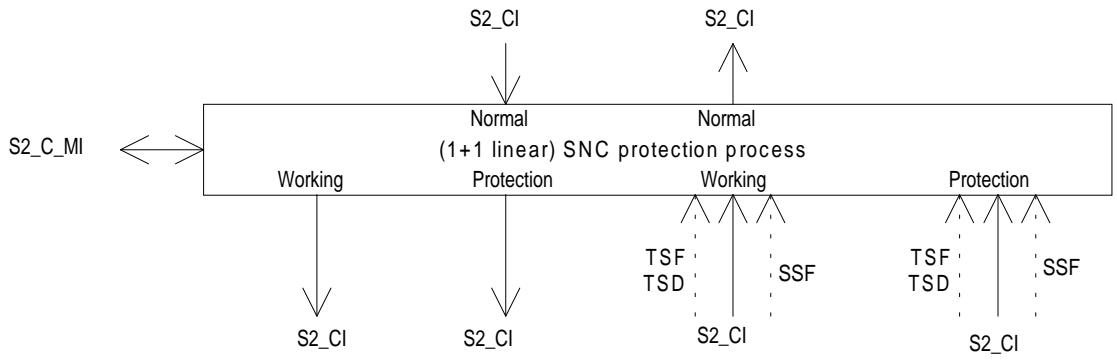 S2_CI S2_CI
Normal Normal
S2_C_MI
(1+1 linear) SNC protection process
Working Protection Working Protection
TSF
TSD
SSF
TSF
TSD
SSF
S2_CI S2_CI S2_CI S2_CI